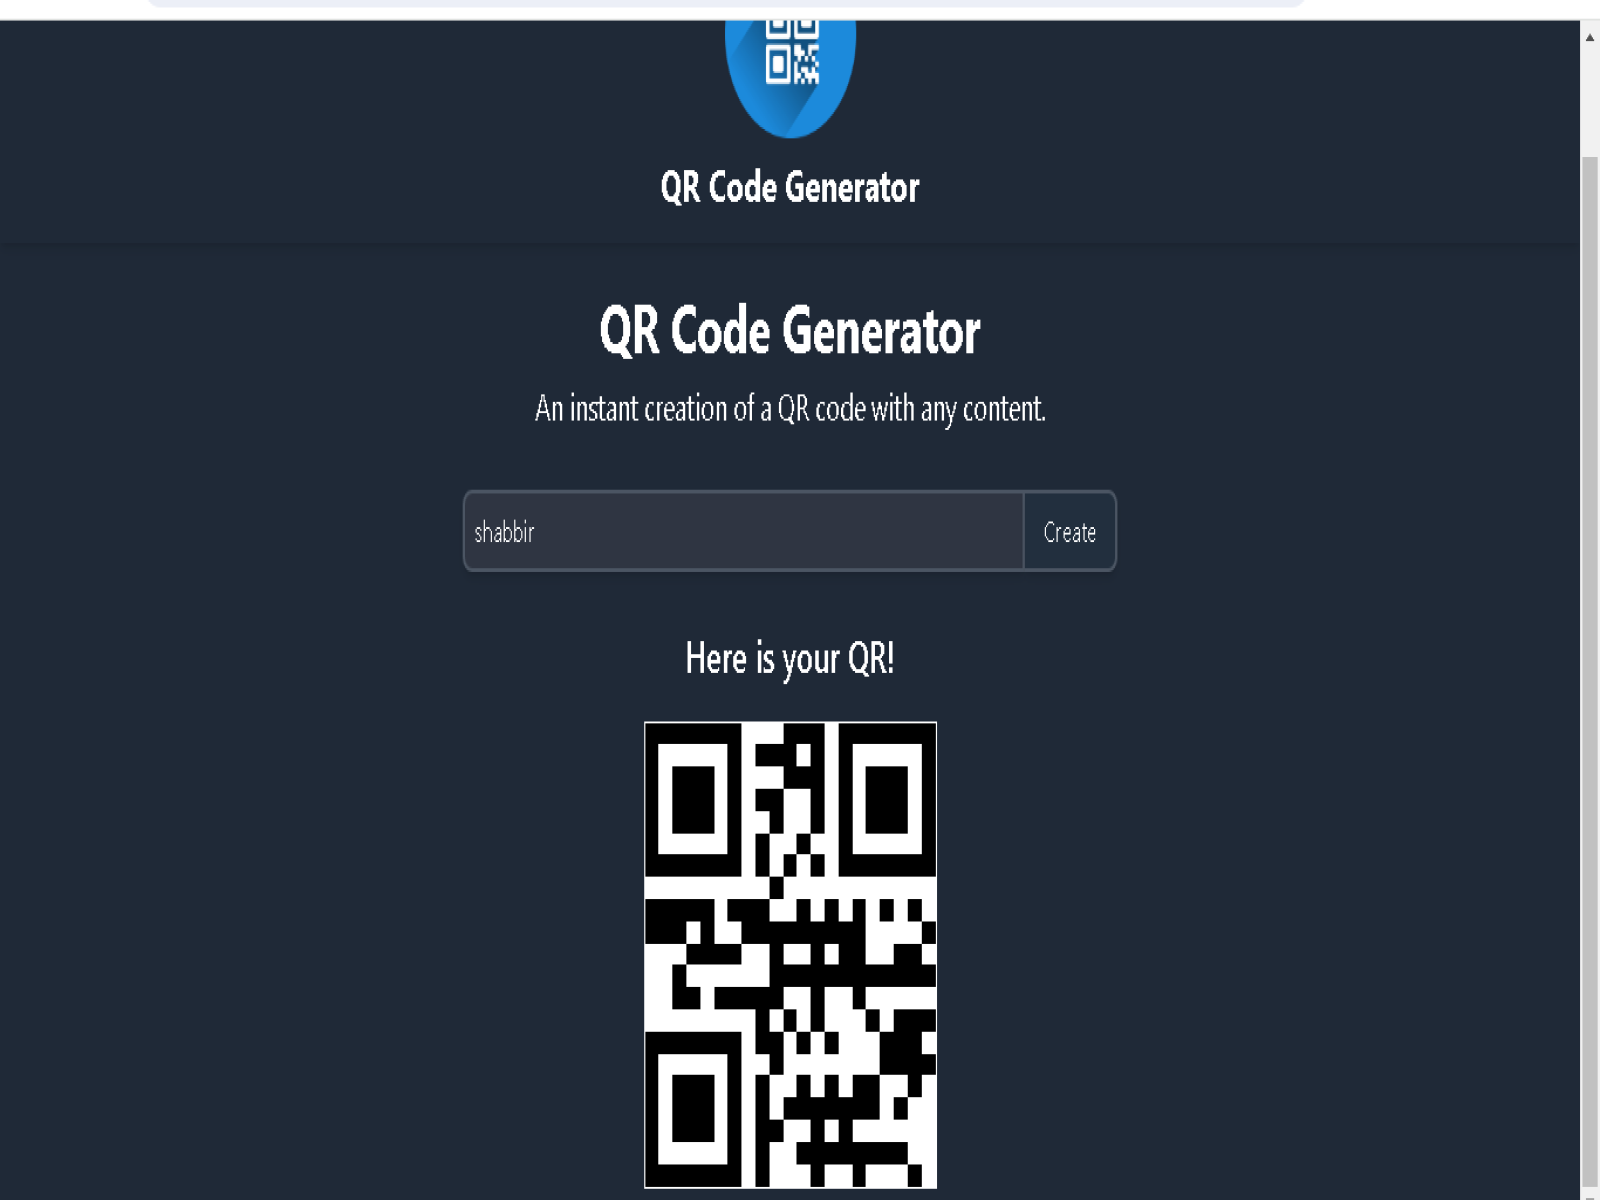 QR Code Generator
QR Code Generator
An instant creation of a QR code with any content.
shabbir
Create
Here is your QR!